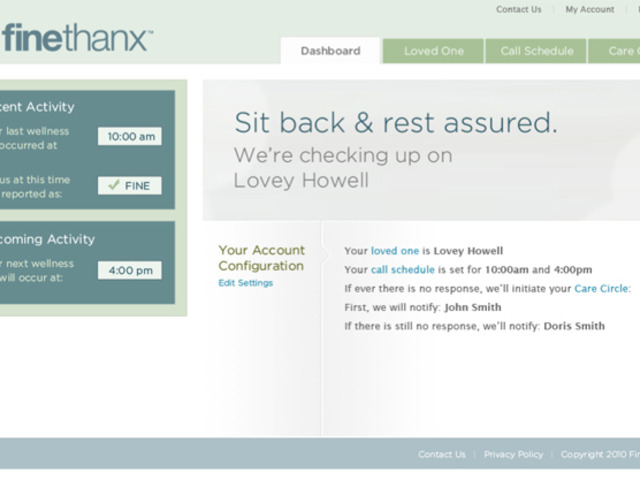 Contact Us | My Account |
finethanx™
Dashboard
Loved One
Call Schedule
Care
cent Activity
r last wellness
occurred at
10:00 am
us at this time
reported as:
FINE
coming Activity
r next wellness
will occur at:
4:00 pm
Sit back & rest assured.
We're checking up on
Lovey Howell
Your Account
Configuration
Edit Settings
Your loved one is Lovey Howell
Your call schedule is set for 10:00am and 4:00pm
If ever there is no response, we'll initiate your Care Circle:
First, we will notify: John Smith
If there is still no response, we'll notify: Doris Smith
Contact Us | Privacy Policy | Copyright 2010 Fi